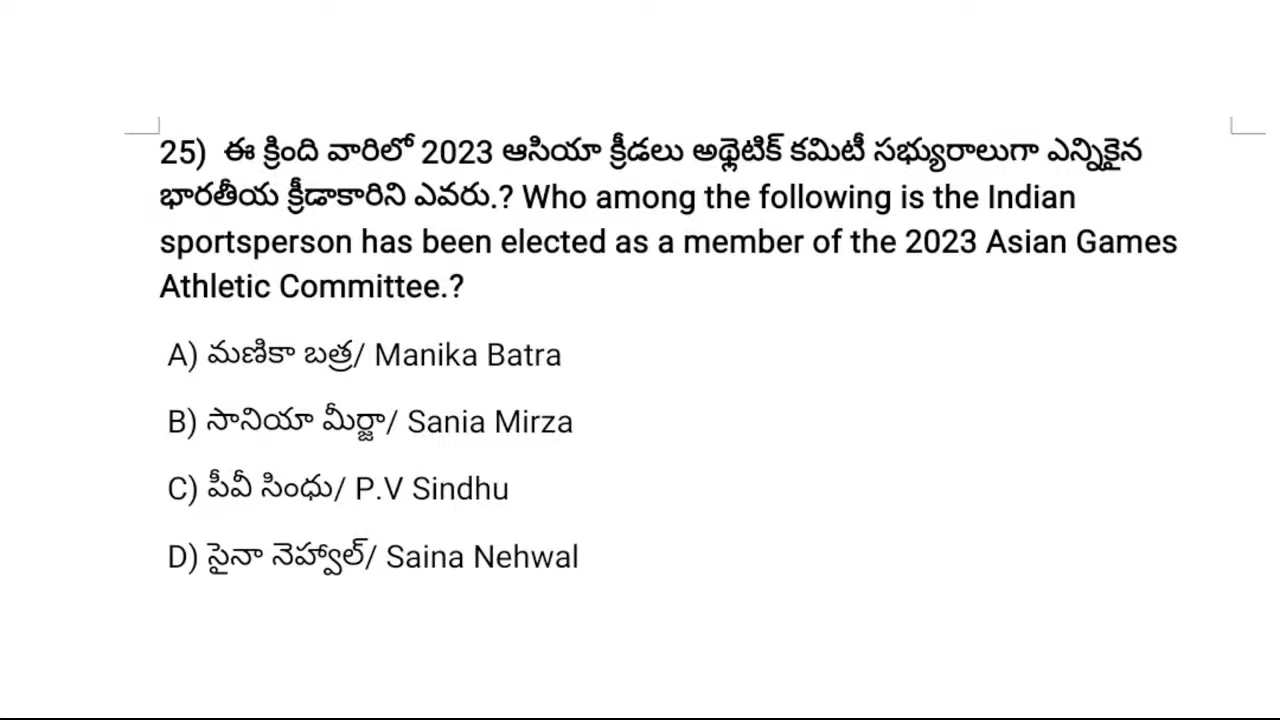 25) ఈ క్రింది వారిలో 2023 ఆసియా క్రీడలు అథ్లెటిక్ కమిటీ సభ్యురాలుగా ఎన్నికైన
భారతీయ క్రీడాకారిని ఎవరు.? Who among the following is the Indian
sportsperson has been elected as a member of the 2023 Asian Games
Athletic Committee.?
A) మణికా బత్ర/ Manika Batra
B) సానియా మీర్జా/ Sania Mirza
C) పీవీ సింధు/ P.V Sindhu
D) సైనా నెహ్వాల్/ Saina Nehwal